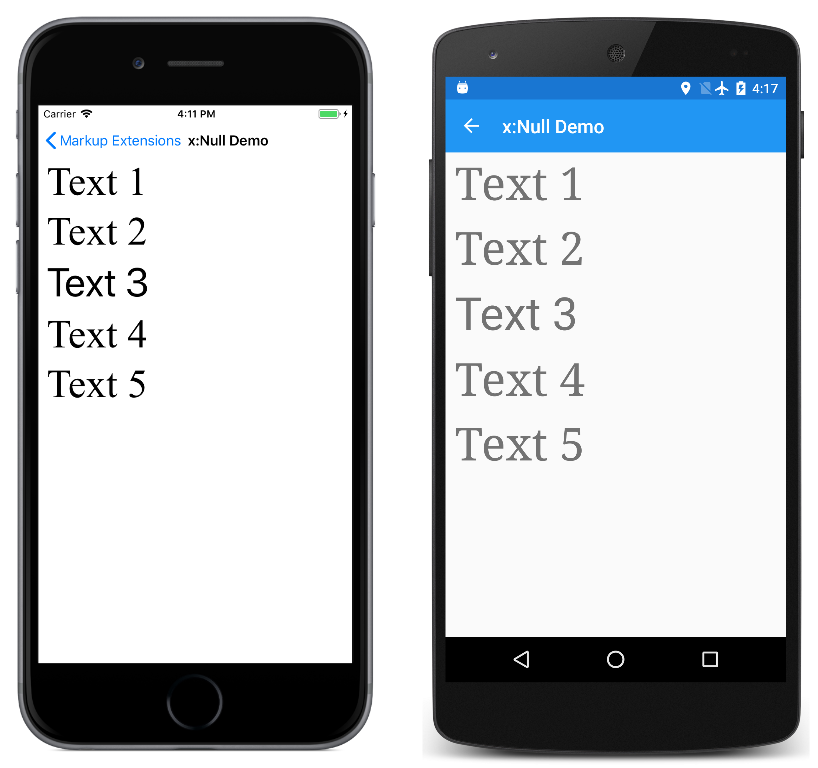 Carrier 4:11 PM
Markup Extensions x:Null Demo
Text 1
Text 2
Text 3
Text 4
Text 5
4:17
x:Null Demo
Text 1
Text 2
Text 3
Text 4
Text 5